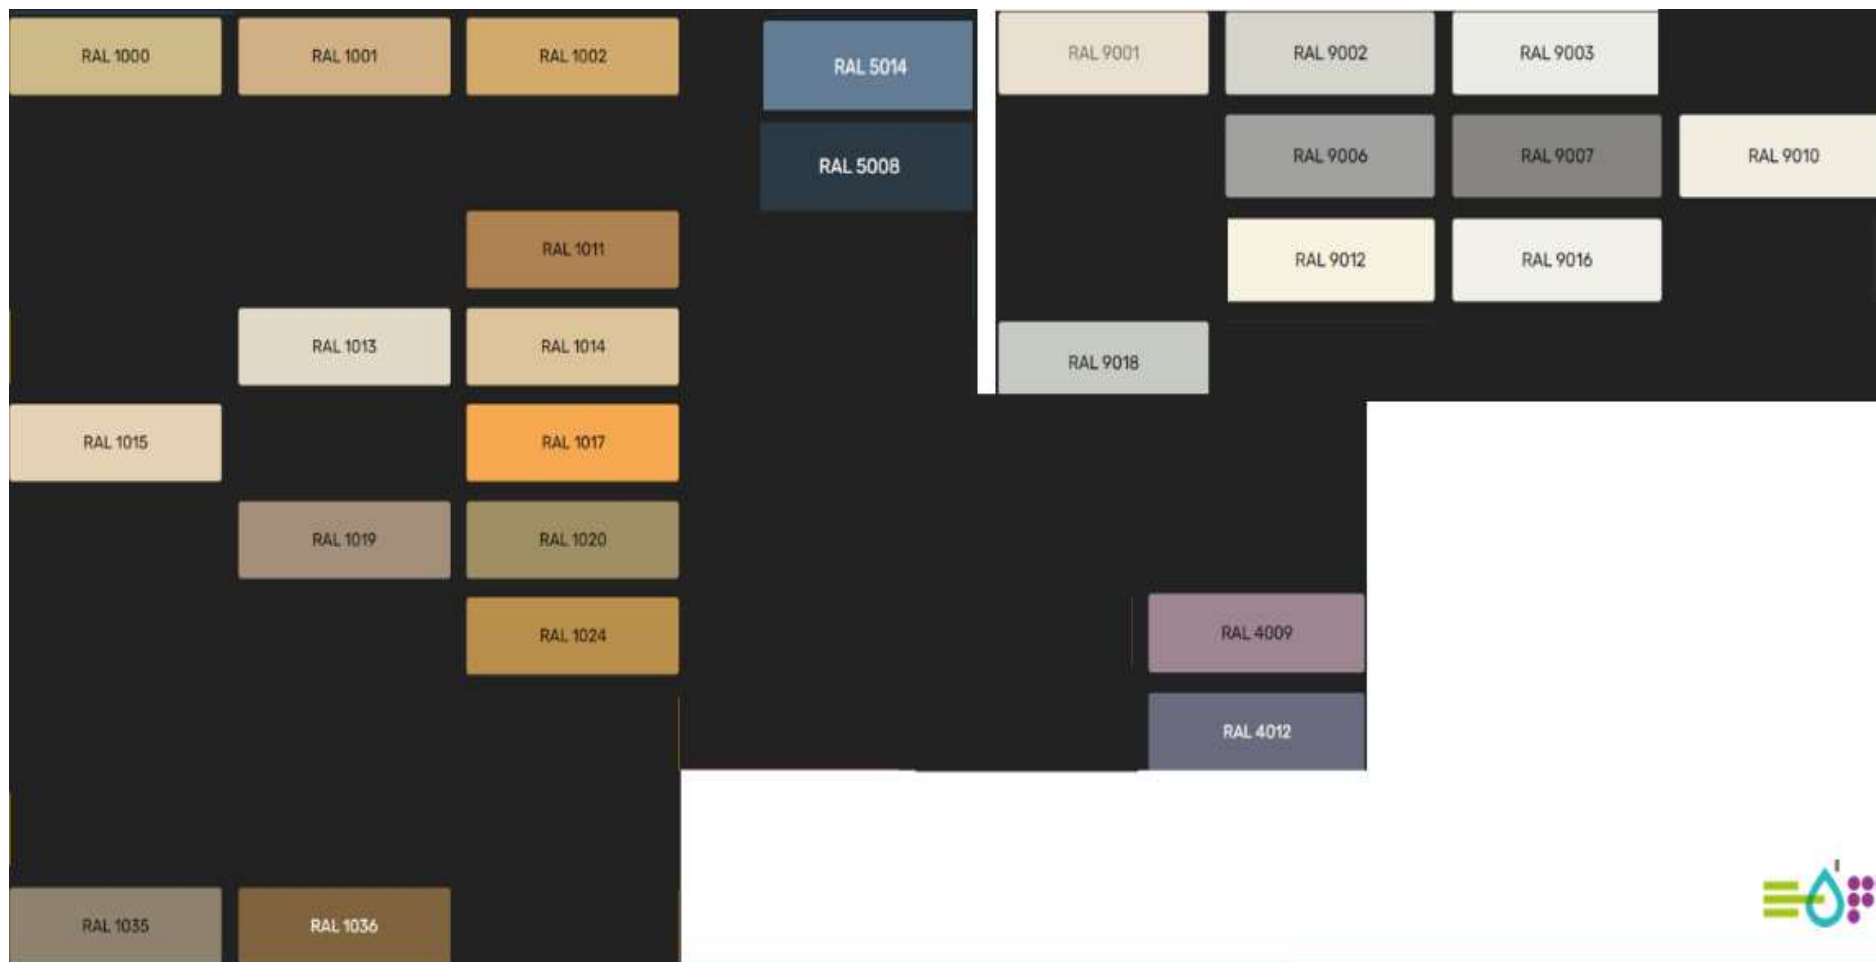 RAL 1000
RAL 1001
RAL 1002
RAL 5014
RAL 9001
RAL 9002
RAL 9003
RAL 5008
RAL 9006
RAL 9007
RAL 9010
RAL 1011
RAL 9012
RAL 9016
RAL 1013
RAL 1014
RAL 9018
RAL 1015
RAL 1017
RAL 1019
RAL 1020
RAL 1024
RAL 4009
RAL 4012
RAL 1035
RAL 1036